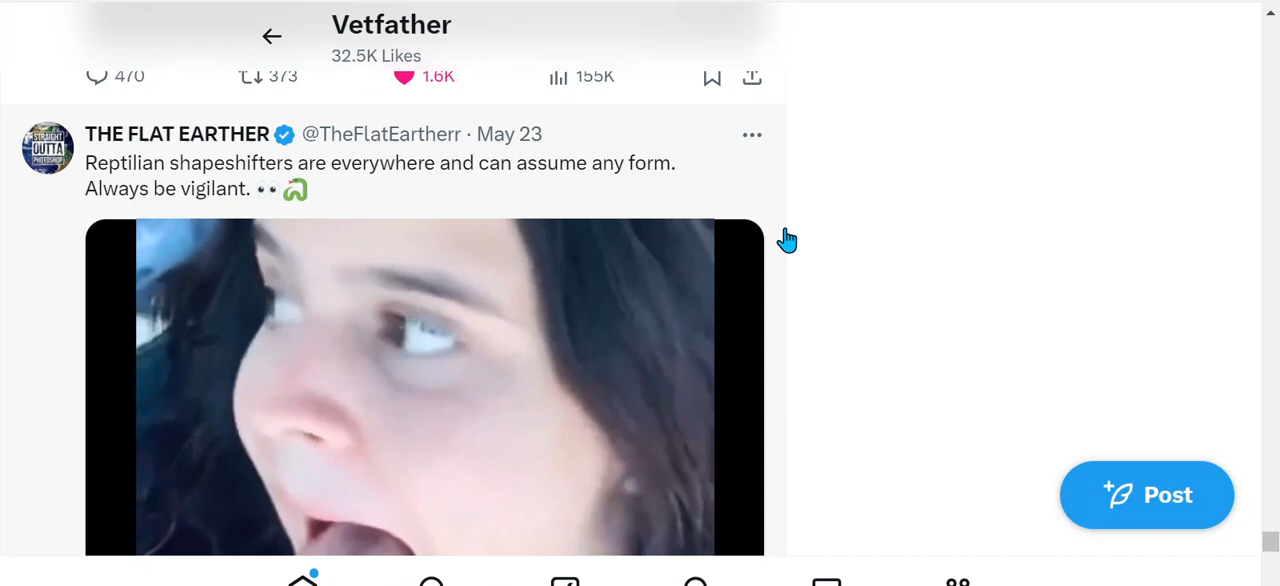 Vetfather
32.5K Likes
470 373 1.6K 155K
THE FLAT EARTHER @TheFlatEartherr · May 23
Reptilian shapeshifters are everywhere and can assume any form.
Always be vigilant. 👀🐍
STRAIGHT
OUTTA
PHOTOSHOP
Post